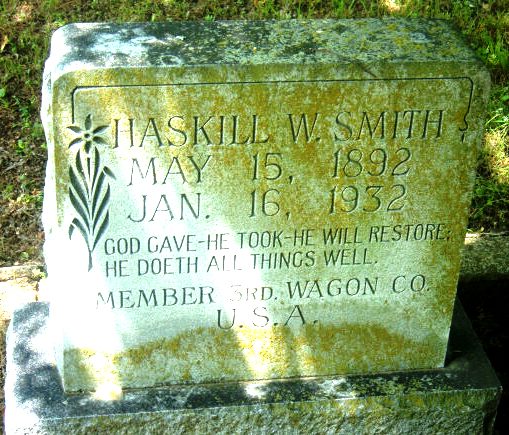 HASKILL W. SMITH
MAY 15, 1892
JAN. 16, 1932
GOD GAVE-HE TOOK-HE WILL RESTORE,
HE DOETH ALL THINGS WELL.
MEMBER 3RD. WAGON CO.
U.S.A.